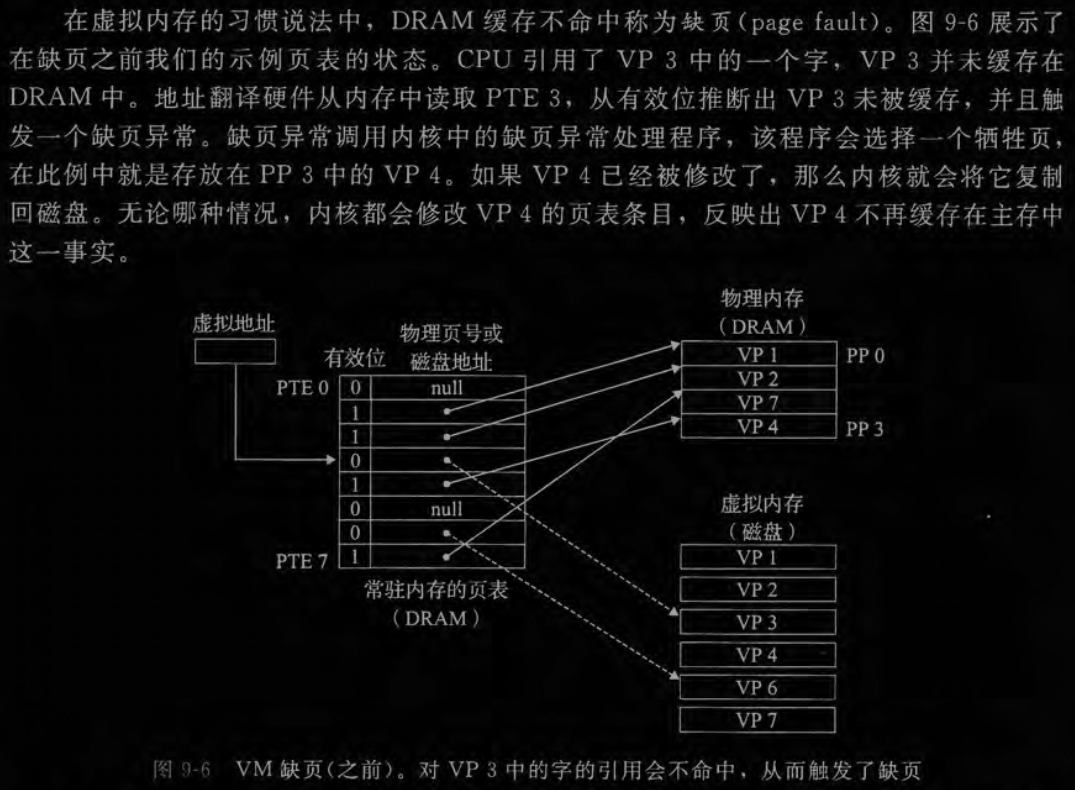 在虚拟内存的习惯说法中，DRAM 缓存不命中称为缺页(page fault)。图 9-6 展示了
在缺页之前我们的示例页表的状态。CPU 引用了 VP 3 中的一个字，VP 3 并未缓存在
DRAM 中。地址翻译硬件从内存中读取 PTE 3，从有效位推断出 VP 3 未被缓存，并且触
发一个缺页异常。缺页异常调用内核中的缺页异常处理程序，该程序会选择一个牺牲页，
在此例中就是存放在 PP 3 中的 VP 4。如果 VP 4 已经被修改了，那么内核就会将它复制
回磁盘。无论哪种情况，内核都会修改 VP 4 的页表条目，反映出 VP 4 不再缓存在主存中
这一事实。
虚拟地址
有效位
物理页号或
磁盘地址
PTE 0
0 null
1
1
0
1
0 null
0
1
PTE 7
常驻内存的页表
（DRAM）
物理内存
（DRAM）
VP 1
PP 0
VP 2
VP 7
VP 4
PP 3
虚拟内存
（磁盘）
VP 1
VP 2
VP 3
VP 4
VP 6
VP 7
图 9-6 VM 缺页(之前)。对 VP 3 中的字的引用会不命中，从而触发了缺页